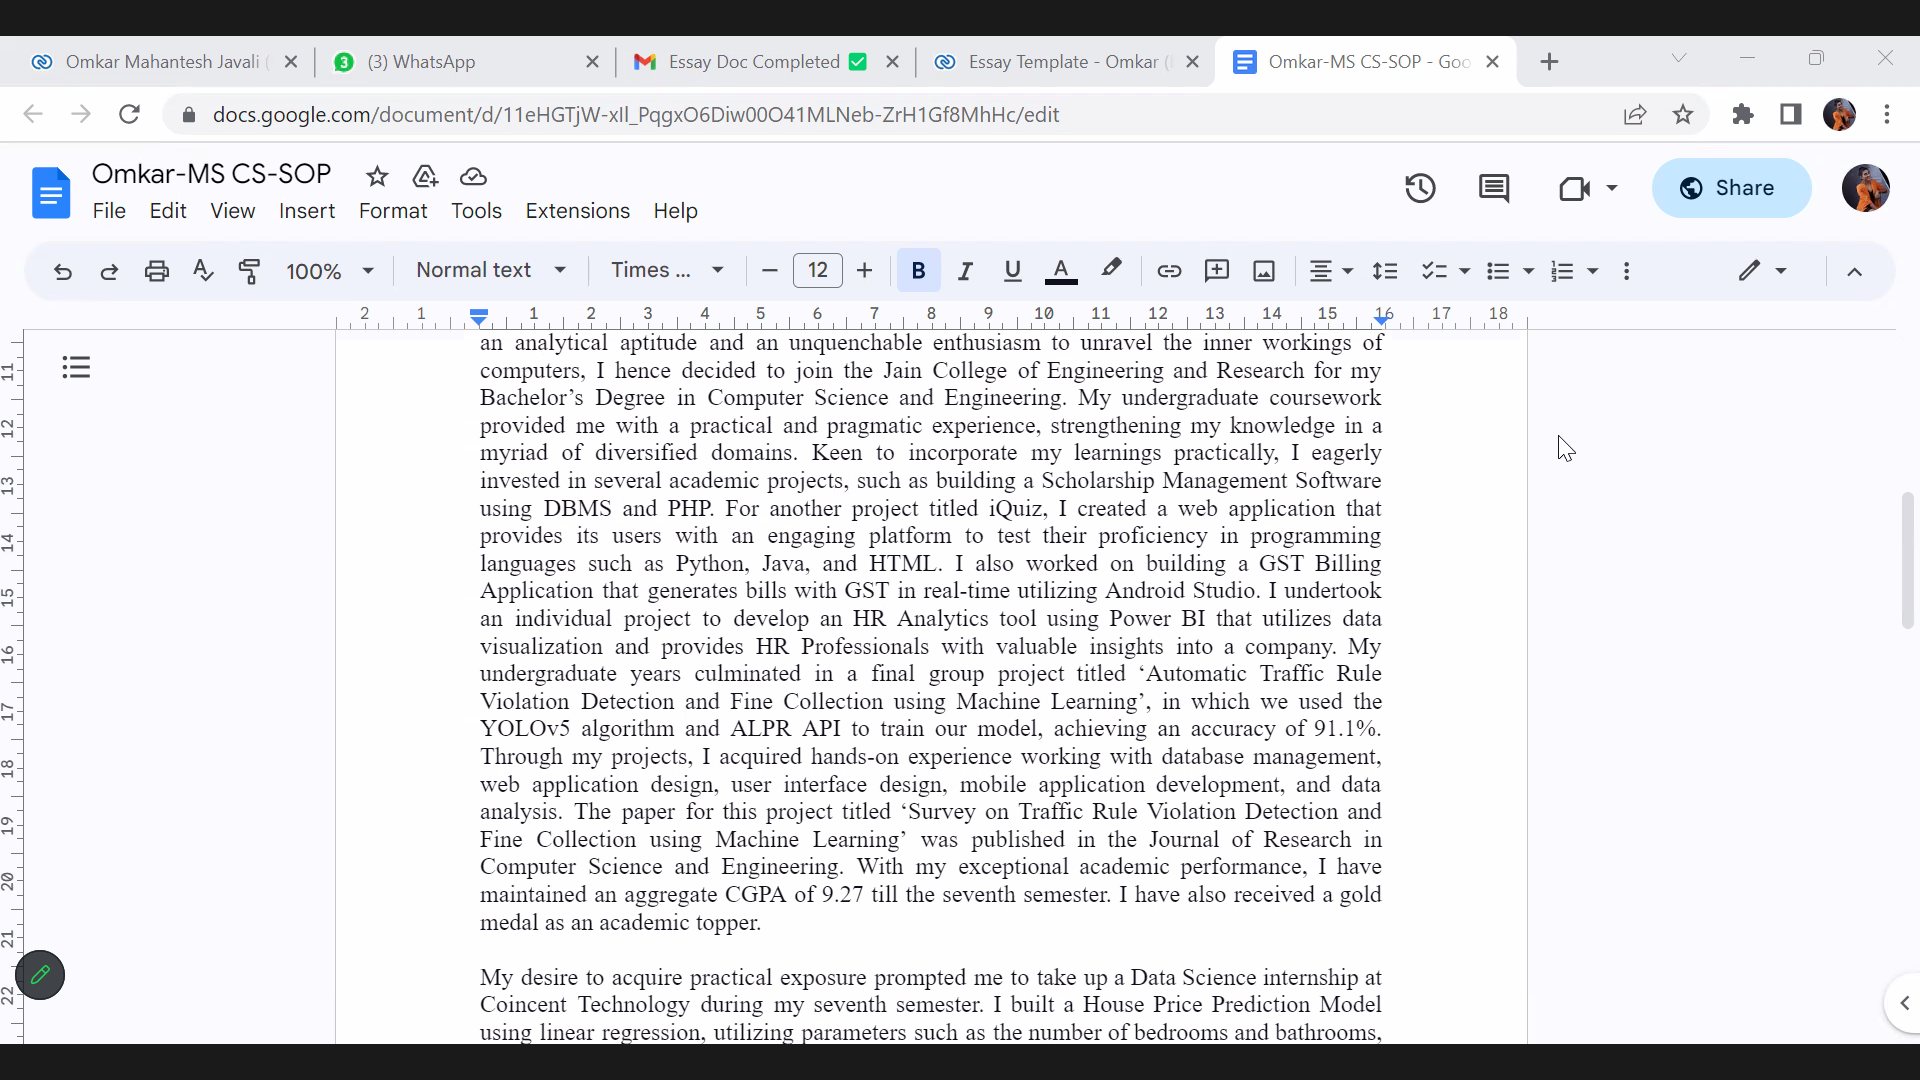 Omkar Mahantesh Javali (
(3) WhatsApp
Essay Doc Completed ✅
Essay Template - Omkar (
Omkar-MS CS-SOP - Goo
docs.google.com/document/d/11eHGTjW-xIl_PqgxO6Diw00O41MLNeb-ZrH1Gf8MhHc/edit
Omkar-MS CS-SOP
File Edit View Insert Format Tools Extensions Help
Share
100% Normal text Times ... 12 B I U A
2 1 1 2 3 4 5 6 7 8 9 10 11 12 13 14 15 16 17 18
11
12
13
14
15
16
17
18
19
20
21
22
an analytical aptitude and an unquenchable enthusiasm to unravel the inner workings of
computers, I hence decided to join the Jain College of Engineering and Research for my
Bachelor’s Degree in Computer Science and Engineering. My undergraduate coursework
provided me with a practical and pragmatic experience, strengthening my knowledge in a
myriad of diversified domains. Keen to incorporate my learnings practically, I eagerly
invested in several academic projects, such as building a Scholarship Management Software
using DBMS and PHP. For another project titled iQuiz, I created a web application that
provides its users with an engaging platform to test their proficiency in programming
languages such as Python, Java, and HTML. I also worked on building a GST Billing
Application that generates bills with GST in real-time utilizing Android Studio. I undertook
an individual project to develop an HR Analytics tool using Power BI that utilizes data
visualization and provides HR Professionals with valuable insights into a company. My
undergraduate years culminated in a final group project titled ‘Automatic Traffic Rule
Violation Detection and Fine Collection using Machine Learning’, in which we used the
YOLOv5 algorithm and ALPR API to train our model, achieving an accuracy of 91.1%.
Through my projects, I acquired hands-on experience working with database management,
web application design, user interface design, mobile application development, and data
analysis. The paper for this project titled ‘Survey on Traffic Rule Violation Detection and
Fine Collection using Machine Learning’ was published in the Journal of Research in
Computer Science and Engineering. With my exceptional academic performance, I have
maintained an aggregate CGPA of 9.27 till the seventh semester. I have also received a gold
medal as an academic topper.
My desire to acquire practical exposure prompted me to take up a Data Science internship at
Coincent Technology during my seventh semester. I built a House Price Prediction Model
using linear regression, utilizing parameters such as the number of bedrooms and bathrooms,